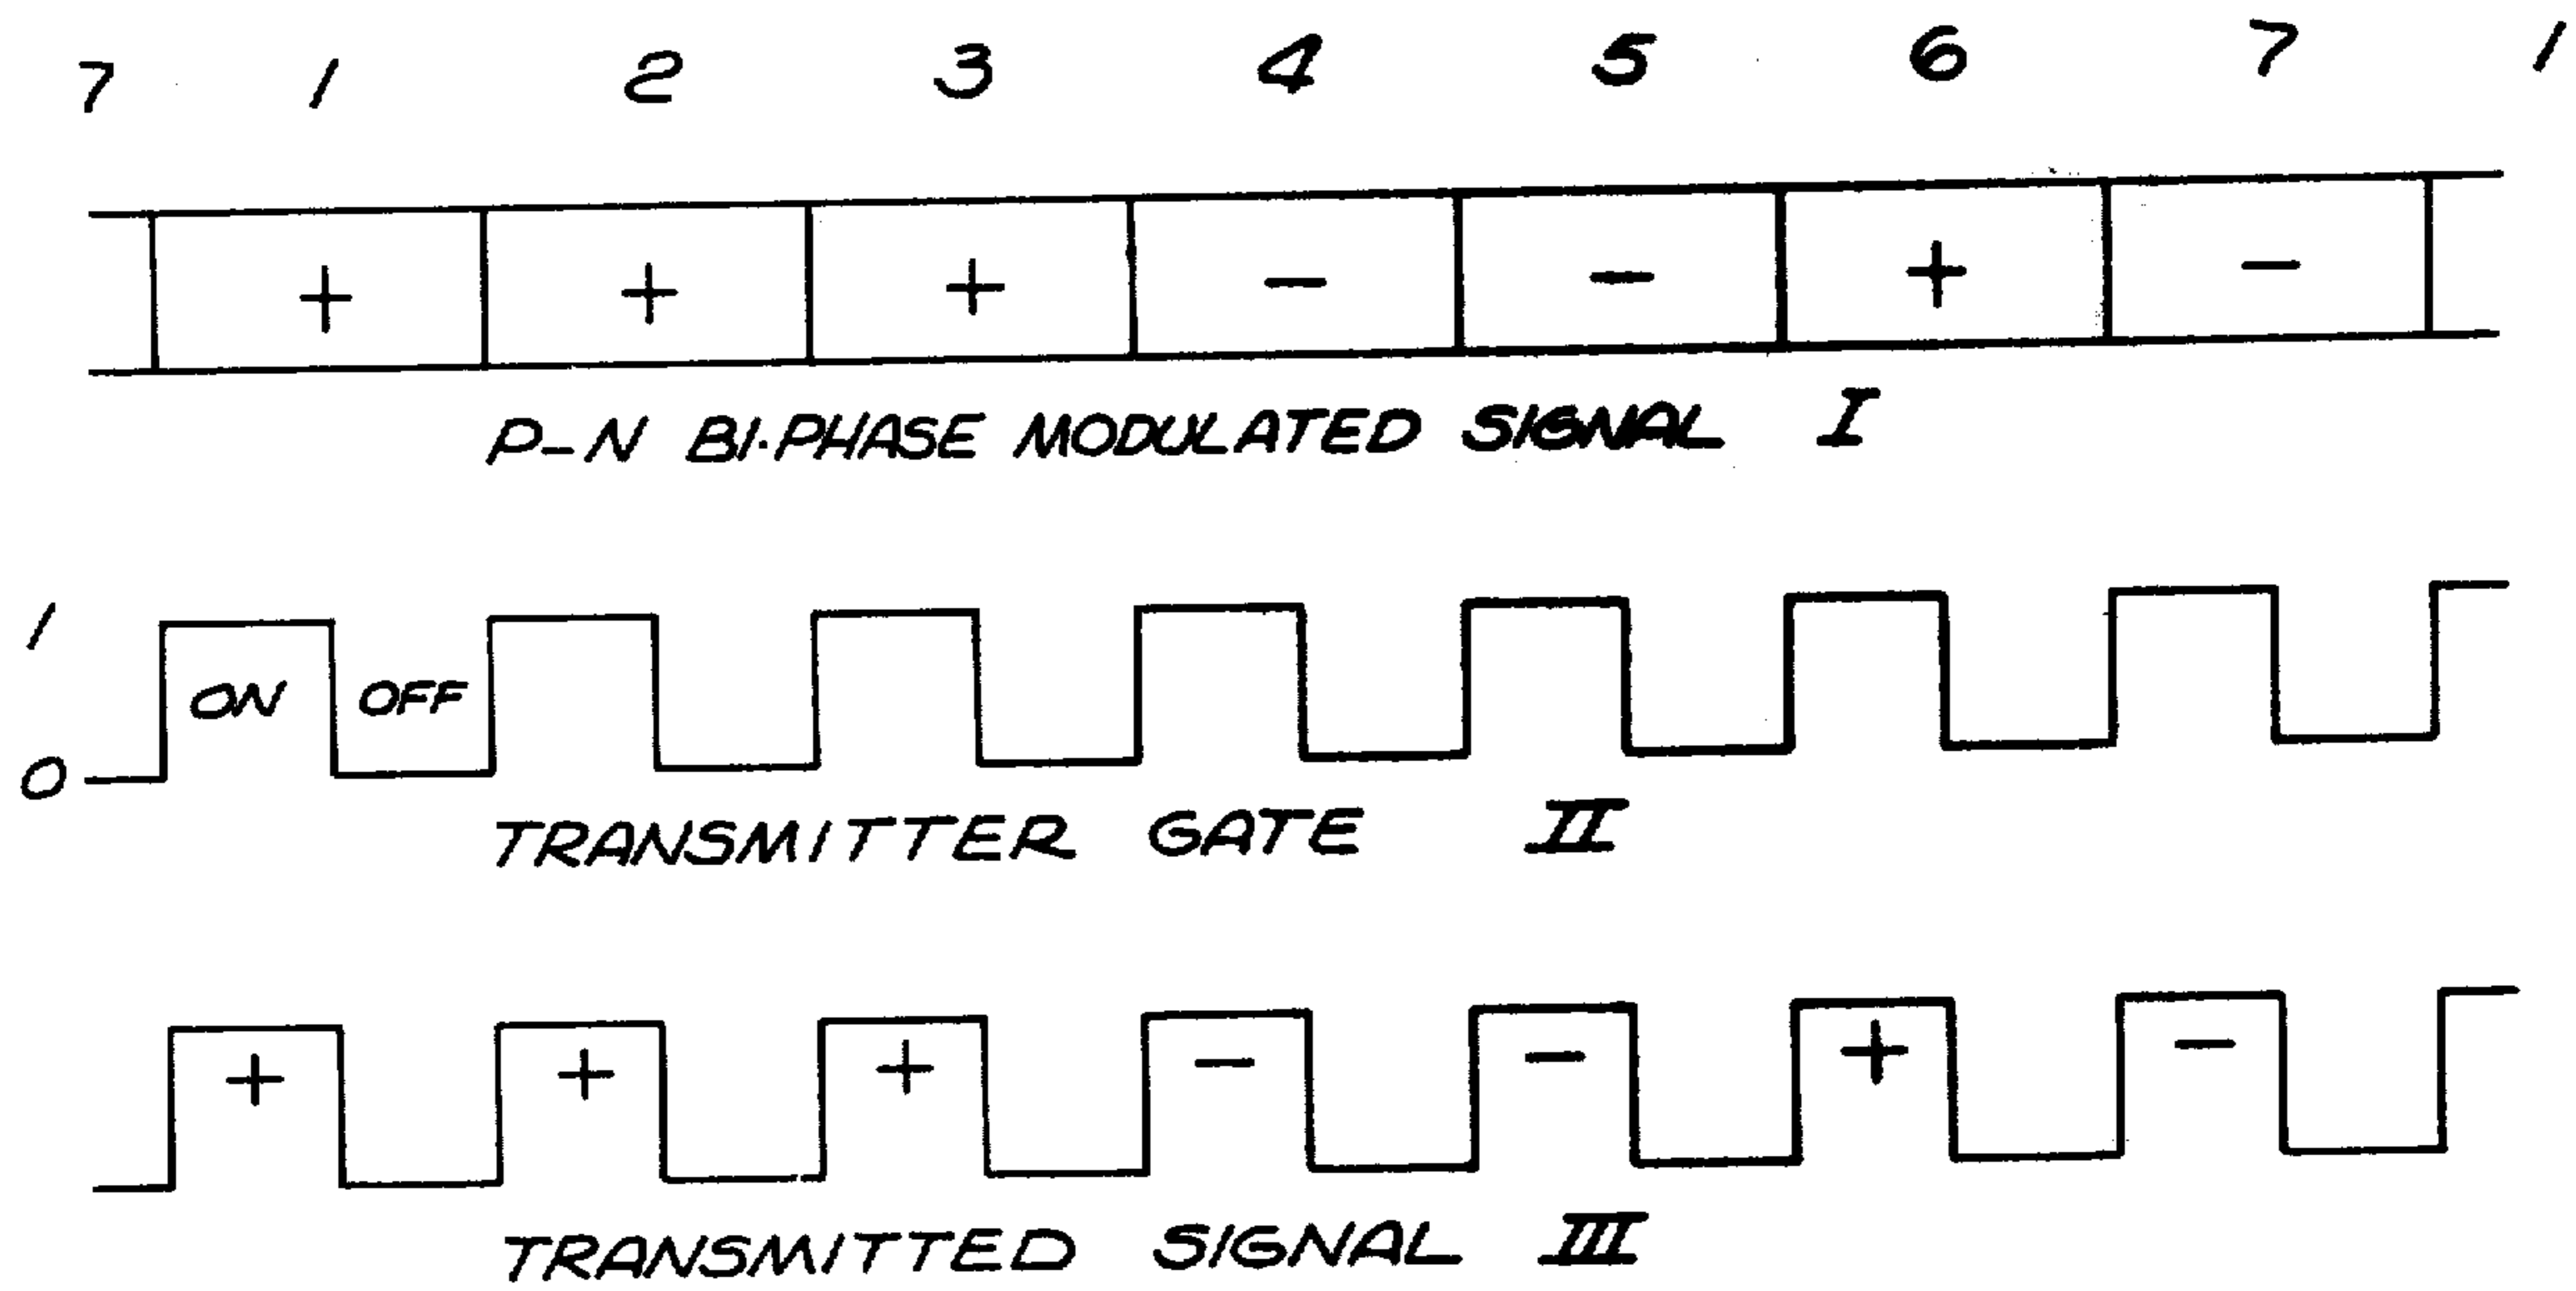 7 1 2 3 4 5 6 7 1
+ + + − − + −
P-N BI-PHASE MODULATED SIGNAL I
1
ON OFF
0
TRANSMITTER GATE II
+ + + − − + −
TRANSMITTED SIGNAL III